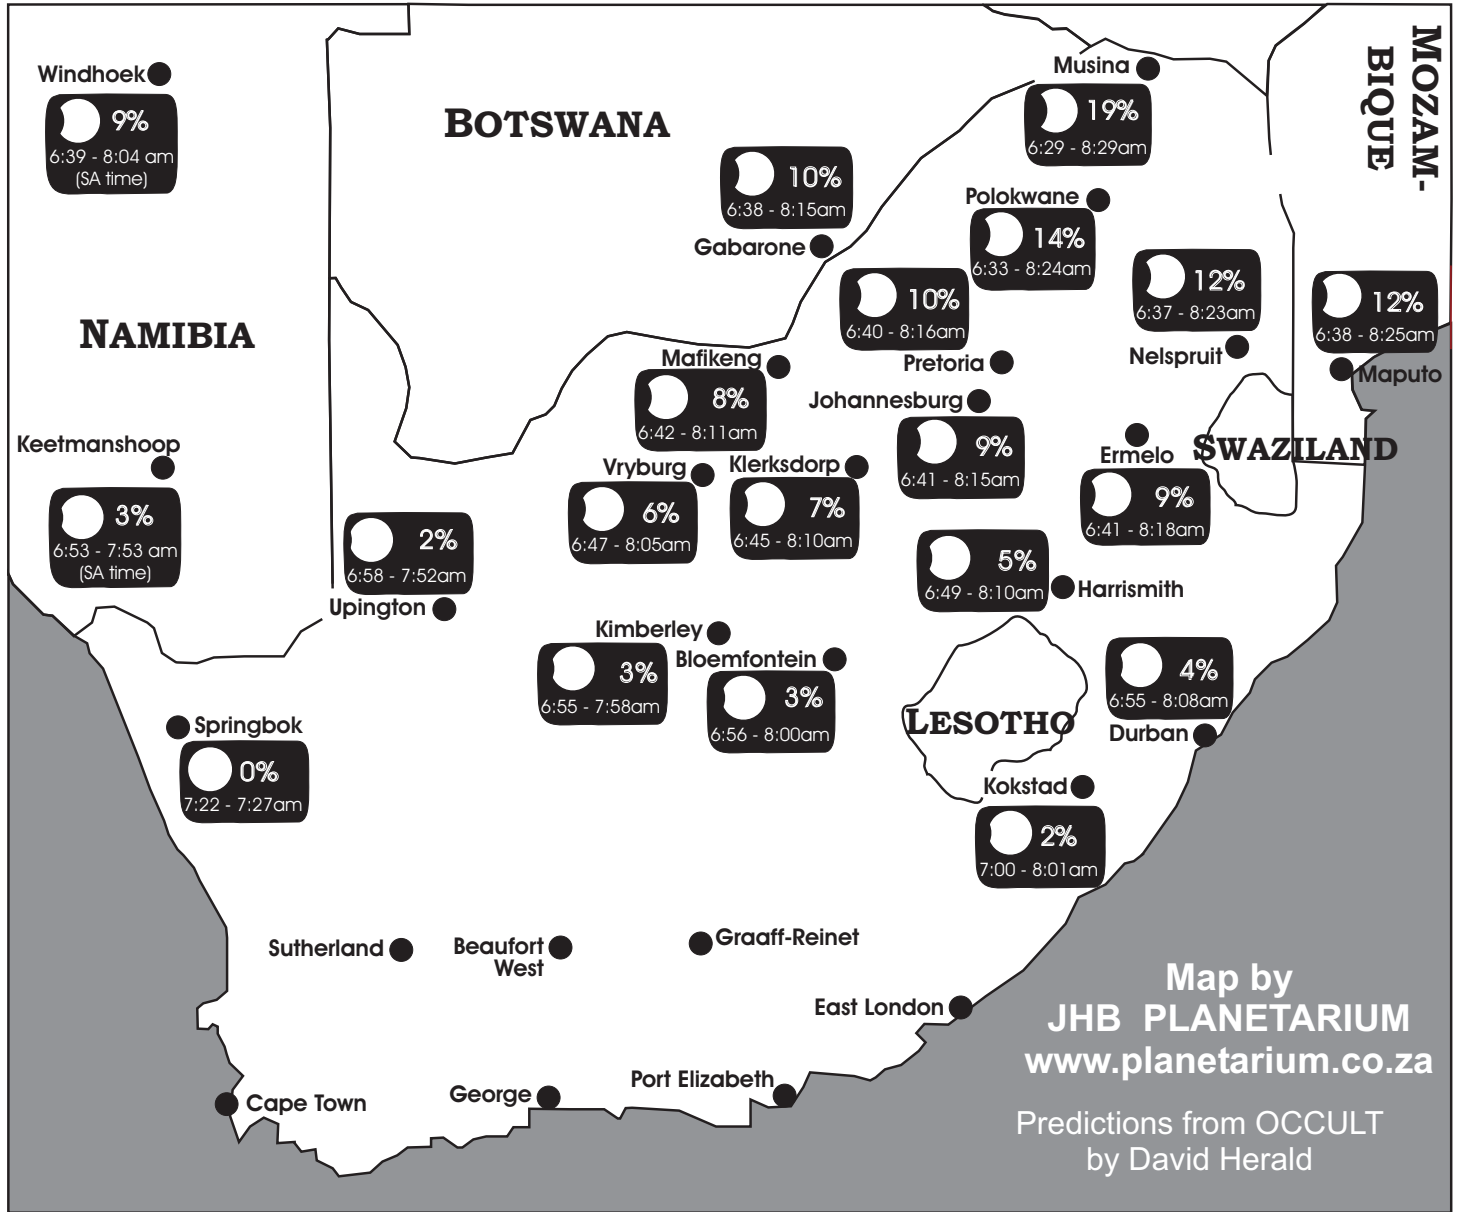 Windhoek
9%
6:39 - 8:04 am
(SA time)
BOTSWANA
Musina
19%
6:29 - 8:29am
MOZAM-
BIQUE
10%
6:38 - 8:15am
Gabarone
Polokwane
14%
6:33 - 8:24am
12%
6:37 - 8:23am
Nelspruit
12%
6:38 - 8:25am
Maputo
NAMIBIA
10%
6:40 - 8:16am
Pretoria
Mafikeng
8%
6:42 - 8:11am
Johannesburg
9%
6:41 - 8:15am
Keetmanshoop
3%
6:53 - 7:53 am
(SA time)
Vryburg
6%
6:47 - 8:05am
Klerksdorp
7%
6:45 - 8:10am
Ermelo
9%
6:41 - 8:18am
SWAZILAND
2%
6:58 - 7:52am
Upington
5%
6:49 - 8:10am
Harrismith
Kimberley
3%
6:55 - 7:58am
Bloemfontein
3%
6:56 - 8:00am
LESOTHO
4%
6:55 - 8:08am
Durban
Springbok
0%
7:22 - 7:27am
Kokstad
2%
7:00 - 8:01am
Sutherland
Beaufort
West
Graaff-Reinet
East London
Cape Town
George
Port Elizabeth
Map by
JHB PLANETARIUM
www.planetarium.co.za
Predictions from OCCULT
by David Herald